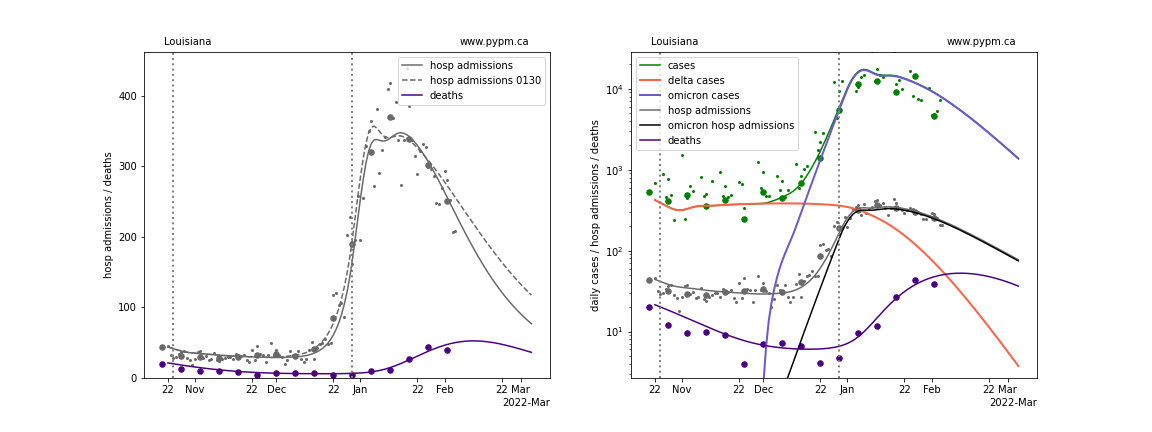 Louisiana www.pypm.ca
hosp admissions
hosp admissions 0130
deaths
hosp admissions / deaths
400
300
200
100
0
22 Nov 22 Dec 22 Jan 22 Feb 22 Mar
2022-Mar
Louisiana www.pypm.ca
cases
delta cases
omicron cases
hosp admissions
omicron hosp admissions
deaths
daily cases / hosp admissions / deaths
10⁴
10³
10²
10¹
22 Nov 22 Dec 22 Jan 22 Feb 22 Mar
2022-Mar